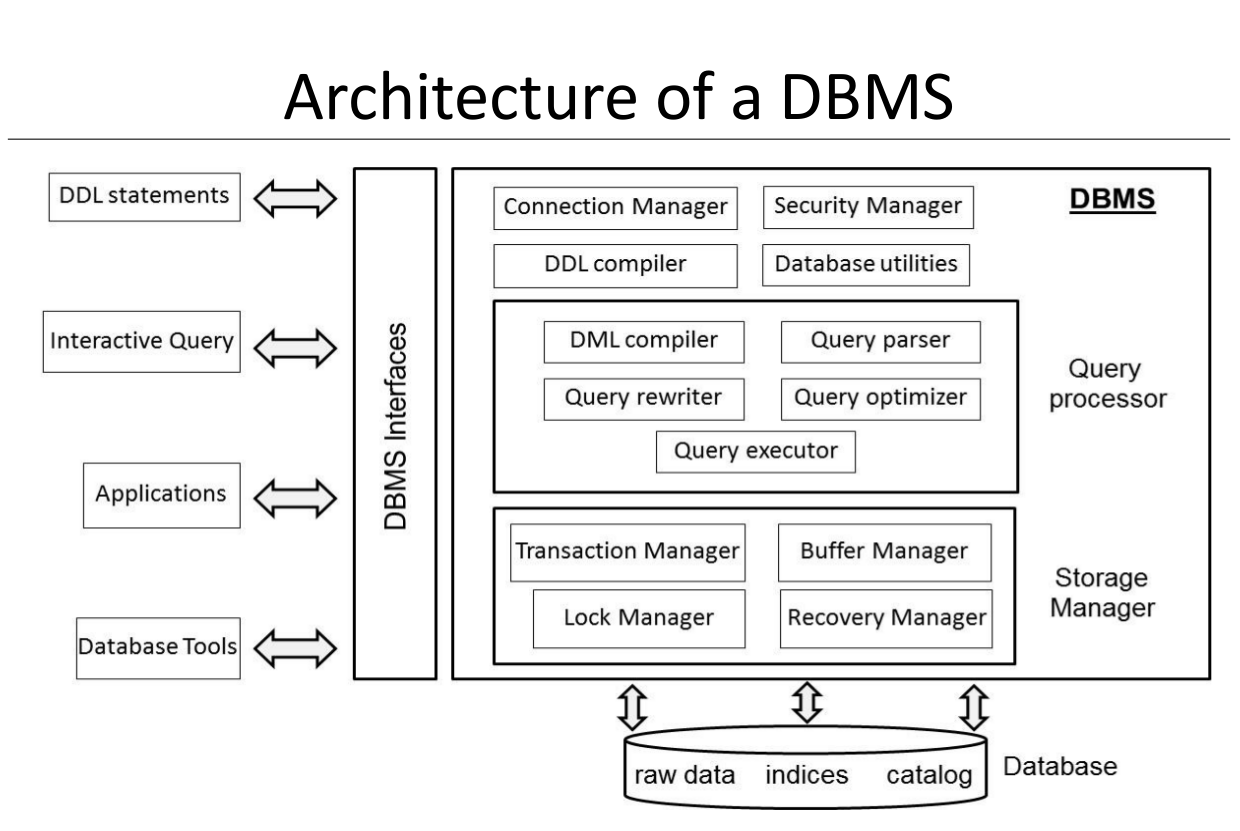 Architecture of a DBMS
DDL statements
Interactive Query
Applications
Database Tools
DBMS Interfaces
DBMS
Connection Manager
Security Manager
DDL compiler
Database utilities
DML compiler
Query parser
Query rewriter
Query optimizer
Query executor
Query
processor
Transaction Manager
Buffer Manager
Lock Manager
Recovery Manager
Storage
Manager
raw data
indices
catalog
Database